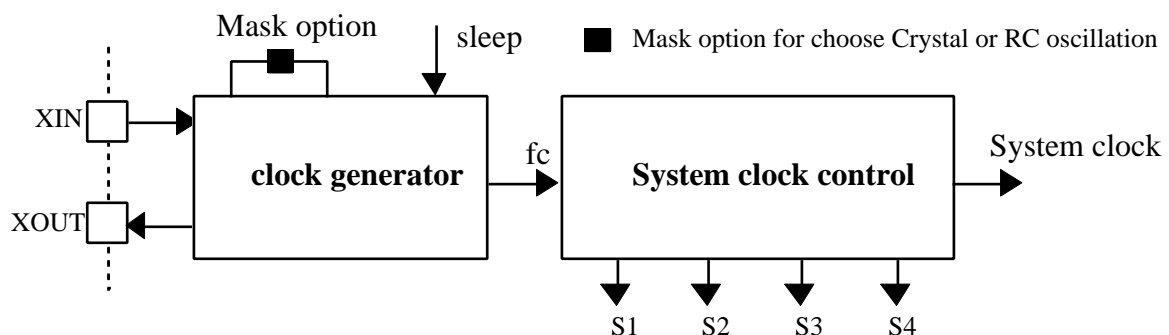 Mask option
sleep
Mask option for choose Crystal or RC oscillation
XIN
clock generator
fc
System clock control
System clock
XOUT
S1 S2 S3 S4